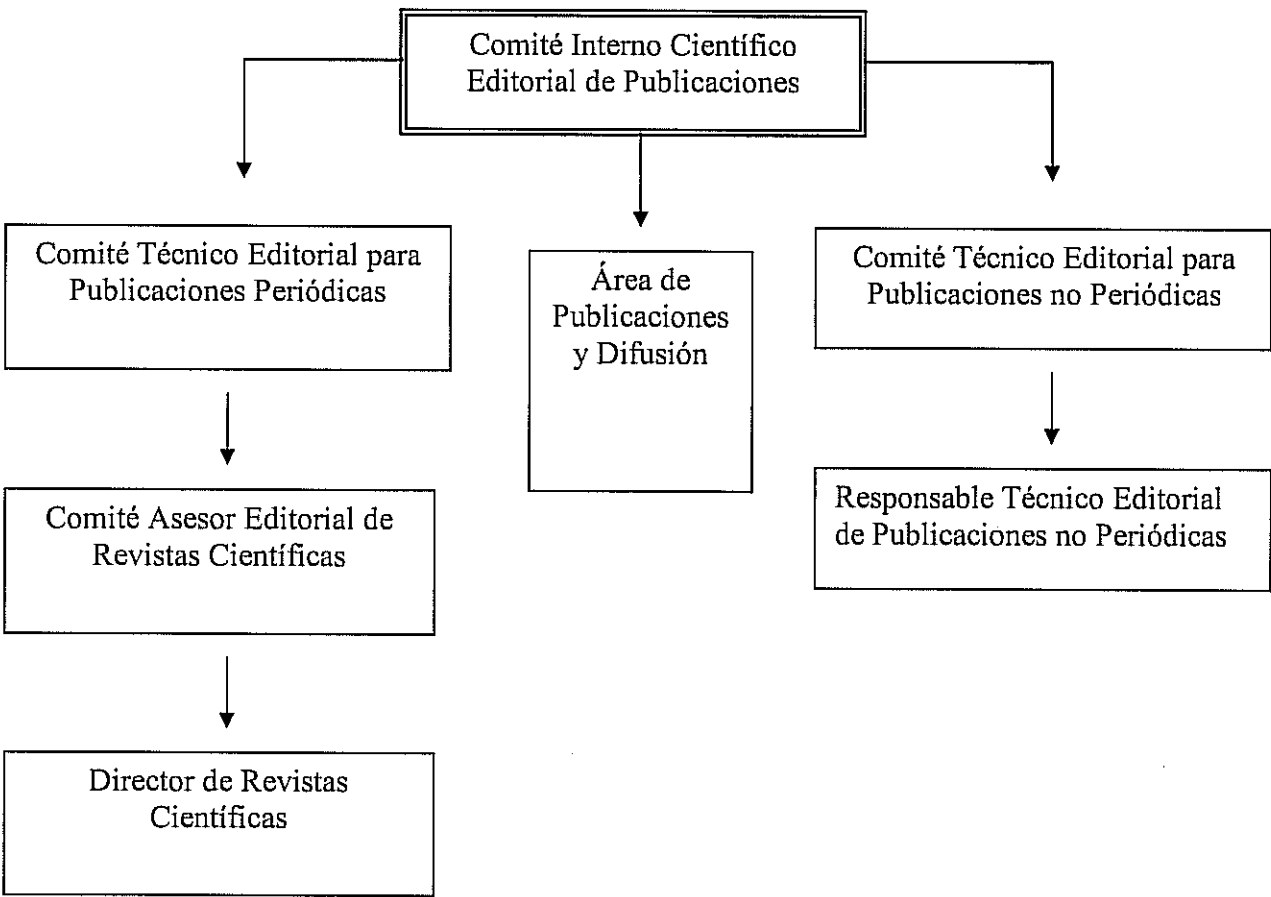 Comité Interno Científico
Editorial de Publicaciones
Comité Técnico Editorial para
Publicaciones Periódicas
Área de
Publicaciones
y Difusión
Comité Técnico Editorial para
Publicaciones no Periódicas
Comité Asesor Editorial de
Revistas Científicas
Responsable Técnico Editorial
de Publicaciones no Periódicas
Director de Revistas
Científicas